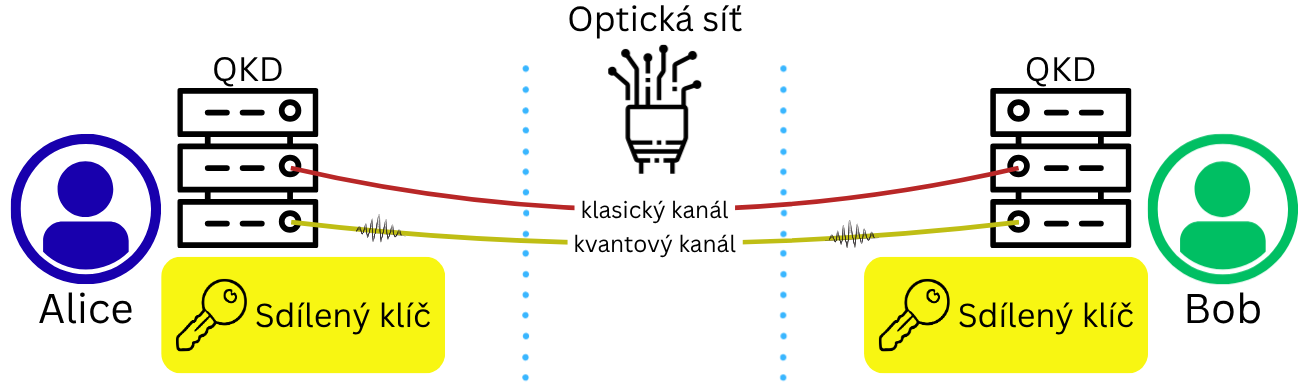 Optická síť
QKD
QKD
klasický kanál
kvantový kanál
Alice
Sdílený klíč
Sdílený klíč
Bob